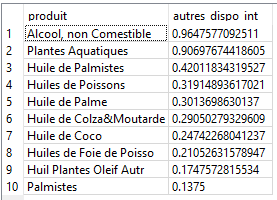 produit autres dispo int
1 Alcool, non Comestible 0.9647577092511
2 Plantes Aquatiques 0.90697674418605
3 Huile de Palmistes 0.42011834319527
4 Huiles de Poissons 0.31914893617021
5 Huile de Palme 0.3013698630137
6 Huile de Colza&Moutarde 0.29050279329609
7 Huile de Coco 0.24742268041237
8 Huiles de Foie de Poisso 0.21052631578947
9 Huil Plantes Oleif Autr 0.1747572815534
10 Palmistes 0.1375